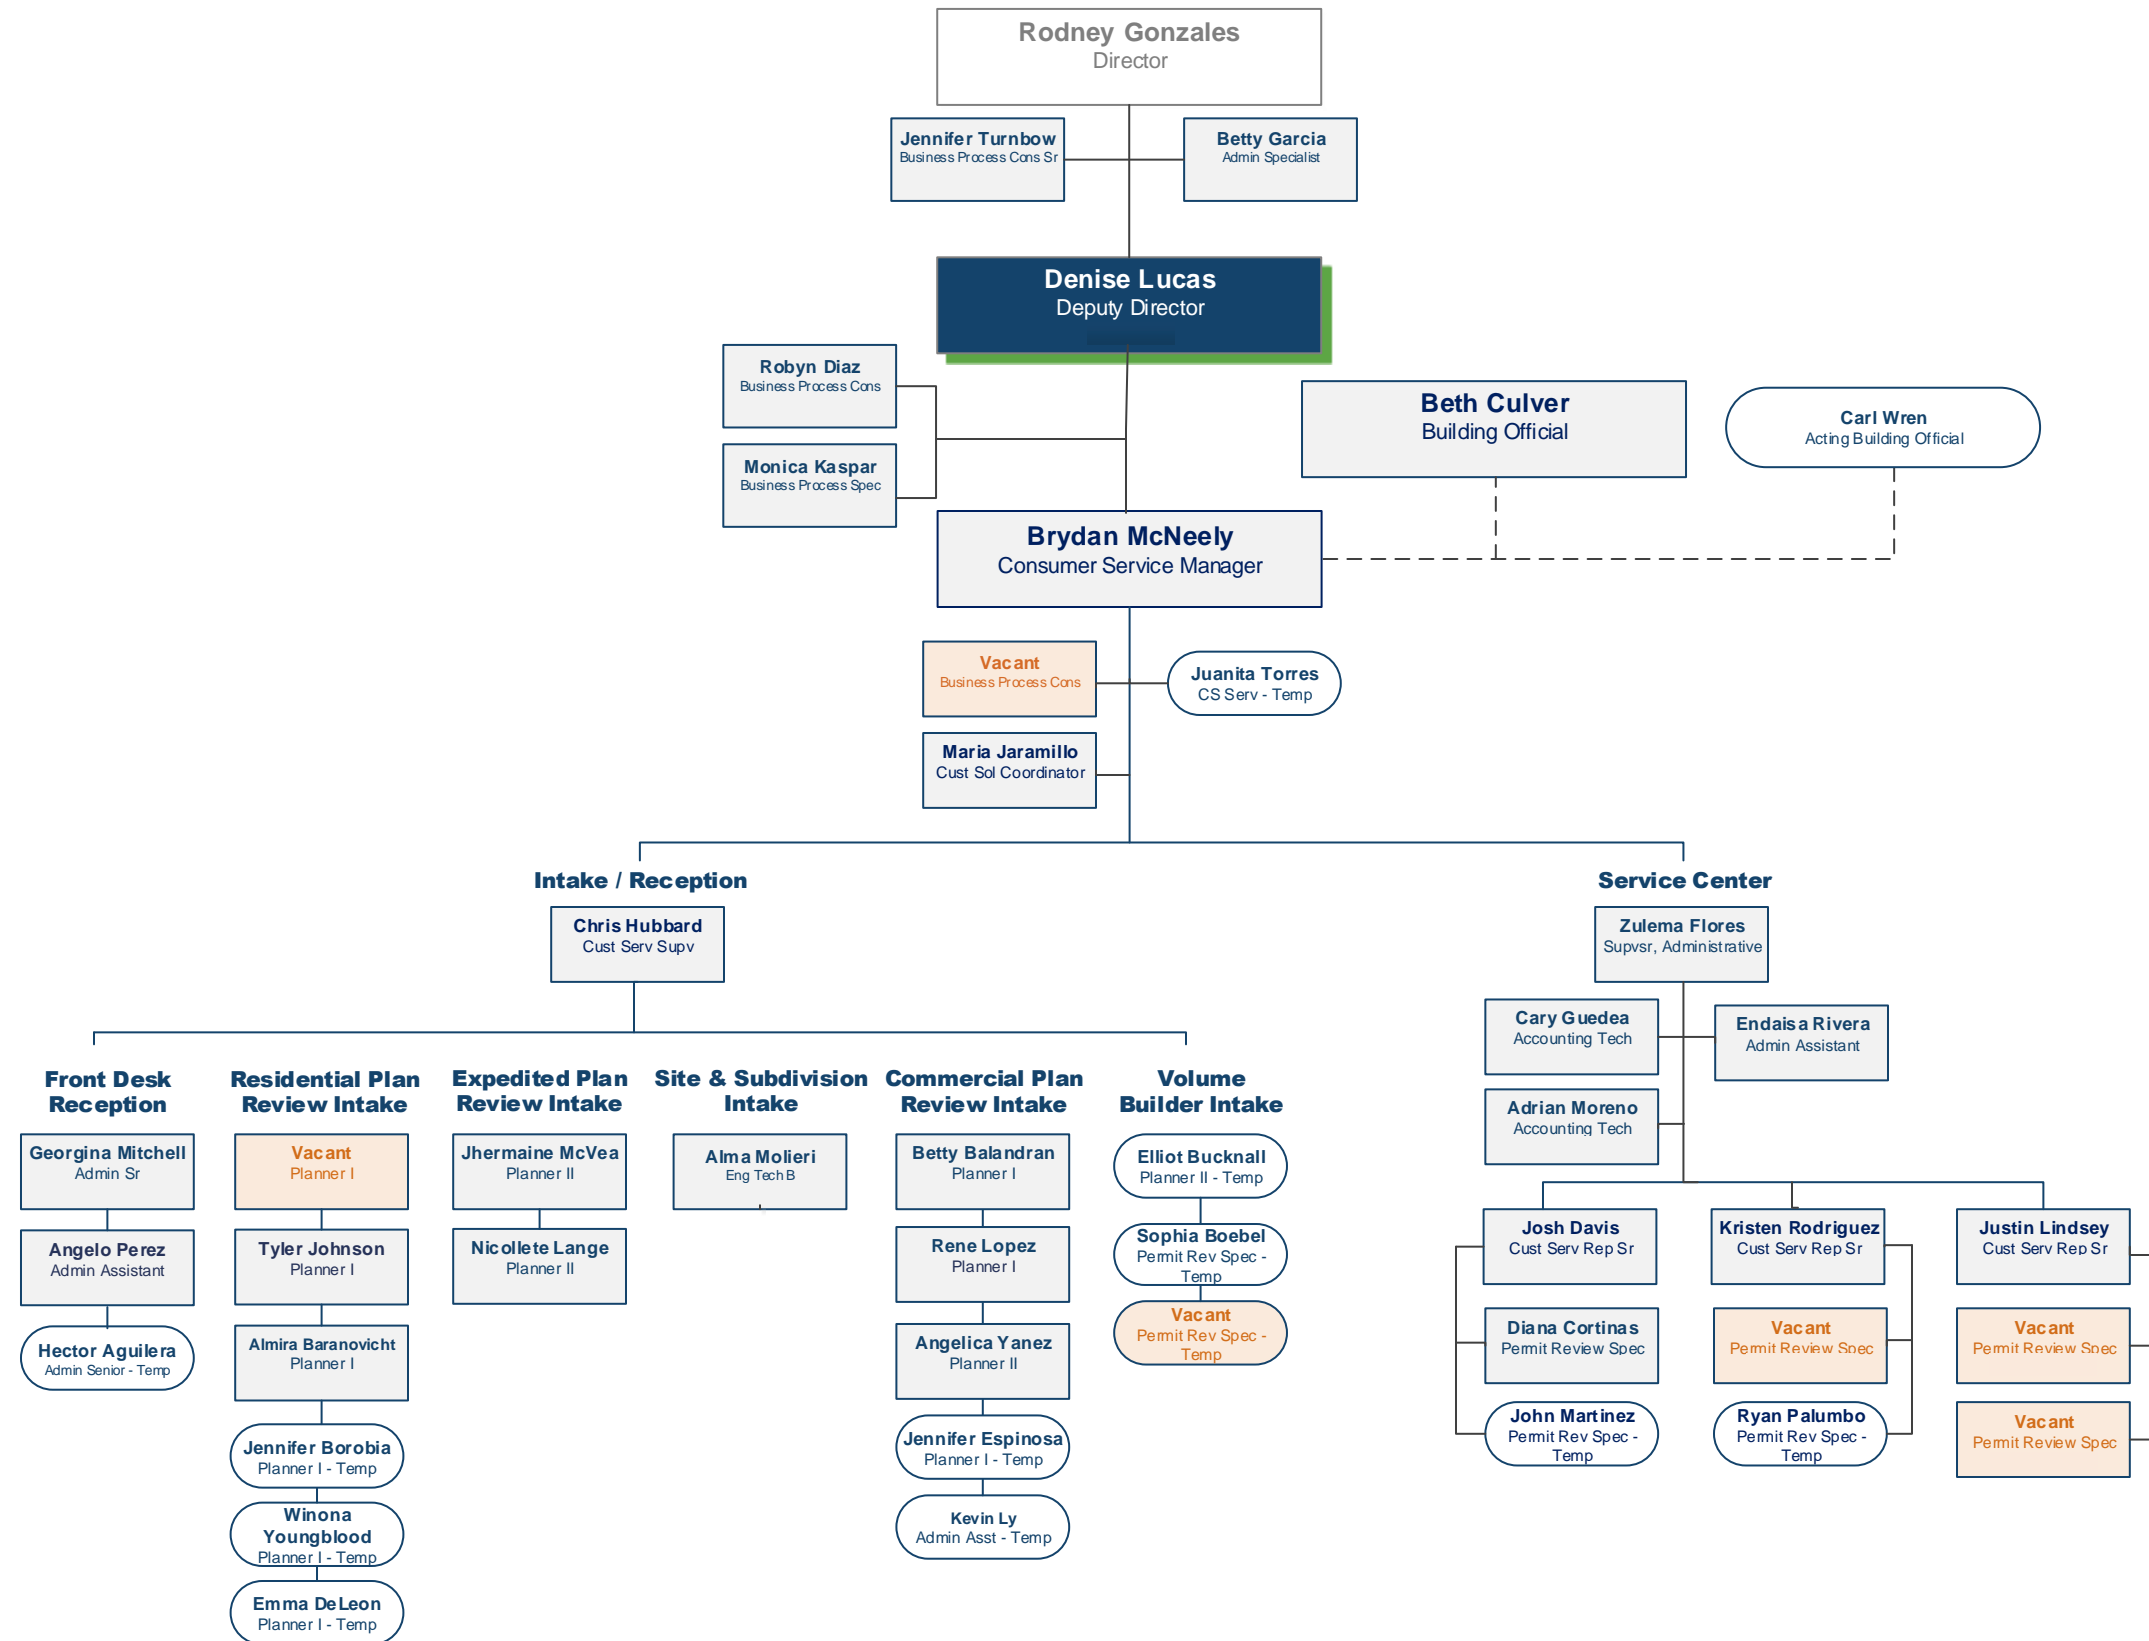 Rodney Gonzales
Director
Jennifer Turnbow
Business Process Cons Sr
Betty Garcia
Admin Specialist
Denise Lucas
Deputy Director
Robyn Diaz
Business Process Cons
Monica Kaspar
Business Process Spec
Beth Culver
Building Official
Carl Wren
Acting Building Official
Brydan McNeely
Consumer Service Manager
Vacant
Business Process Cons
Juanita Torres
CS Serv - Temp
Maria Jaramillo
Cust Sol Coordinator
Intake / Reception
Chris Hubbard
Cust Serv Supv
Service Center
Zulema Flores
Supvsr, Administrative
Cary Guedea
Accounting Tech
Endaisa Rivera
Admin Assistant
Adrian Moreno
Accounting Tech
Front Desk
Reception
Georgina Mitchell
Admin Sr
Angelo Perez
Admin Assistant
Hector Aguilera
Admin Senior - Temp
Residential Plan
Review Intake
Vacant
Planner I
Tyler Johnson
Planner I
Almira Baranovicht
Planner I
Jennifer Borobia
Planner I - Temp
Winona
Youngblood
Planner I - Temp
Emma DeLeon
Planner I - Temp
Expedited Plan
Review Intake
Jhermaine McVea
Planner II
Nicollete Lange
Planner II
Site & Subdivision
Intake
Alma Molieri
Eng Tech B
Commercial Plan
Review Intake
Betty Balandran
Planner I
Rene Lopez
Planner I
Angelica Yanez
Planner II
Jennifer Espinosa
Planner I - Temp
Kevin Ly
Admin Asst - Temp
Volume
Builder Intake
Elliot Bucknall
Planner II - Temp
Sophia Boebel
Permit Rev Spec -
Temp
Vacant
Permit Rev Spec -
Temp
Josh Davis
Cust Serv Rep Sr
Diana Cortinas
Permit Review Spec
John Martinez
Permit Rev Spec -
Temp
Kristen Rodriguez
Cust Serv Rep Sr
Vacant
Permit Review Spec
Ryan Palumbo
Permit Rev Spec -
Temp
Justin Lindsey
Cust Serv Rep Sr
Vacant
Permit Review Spec
Vacant
Permit Review Spec